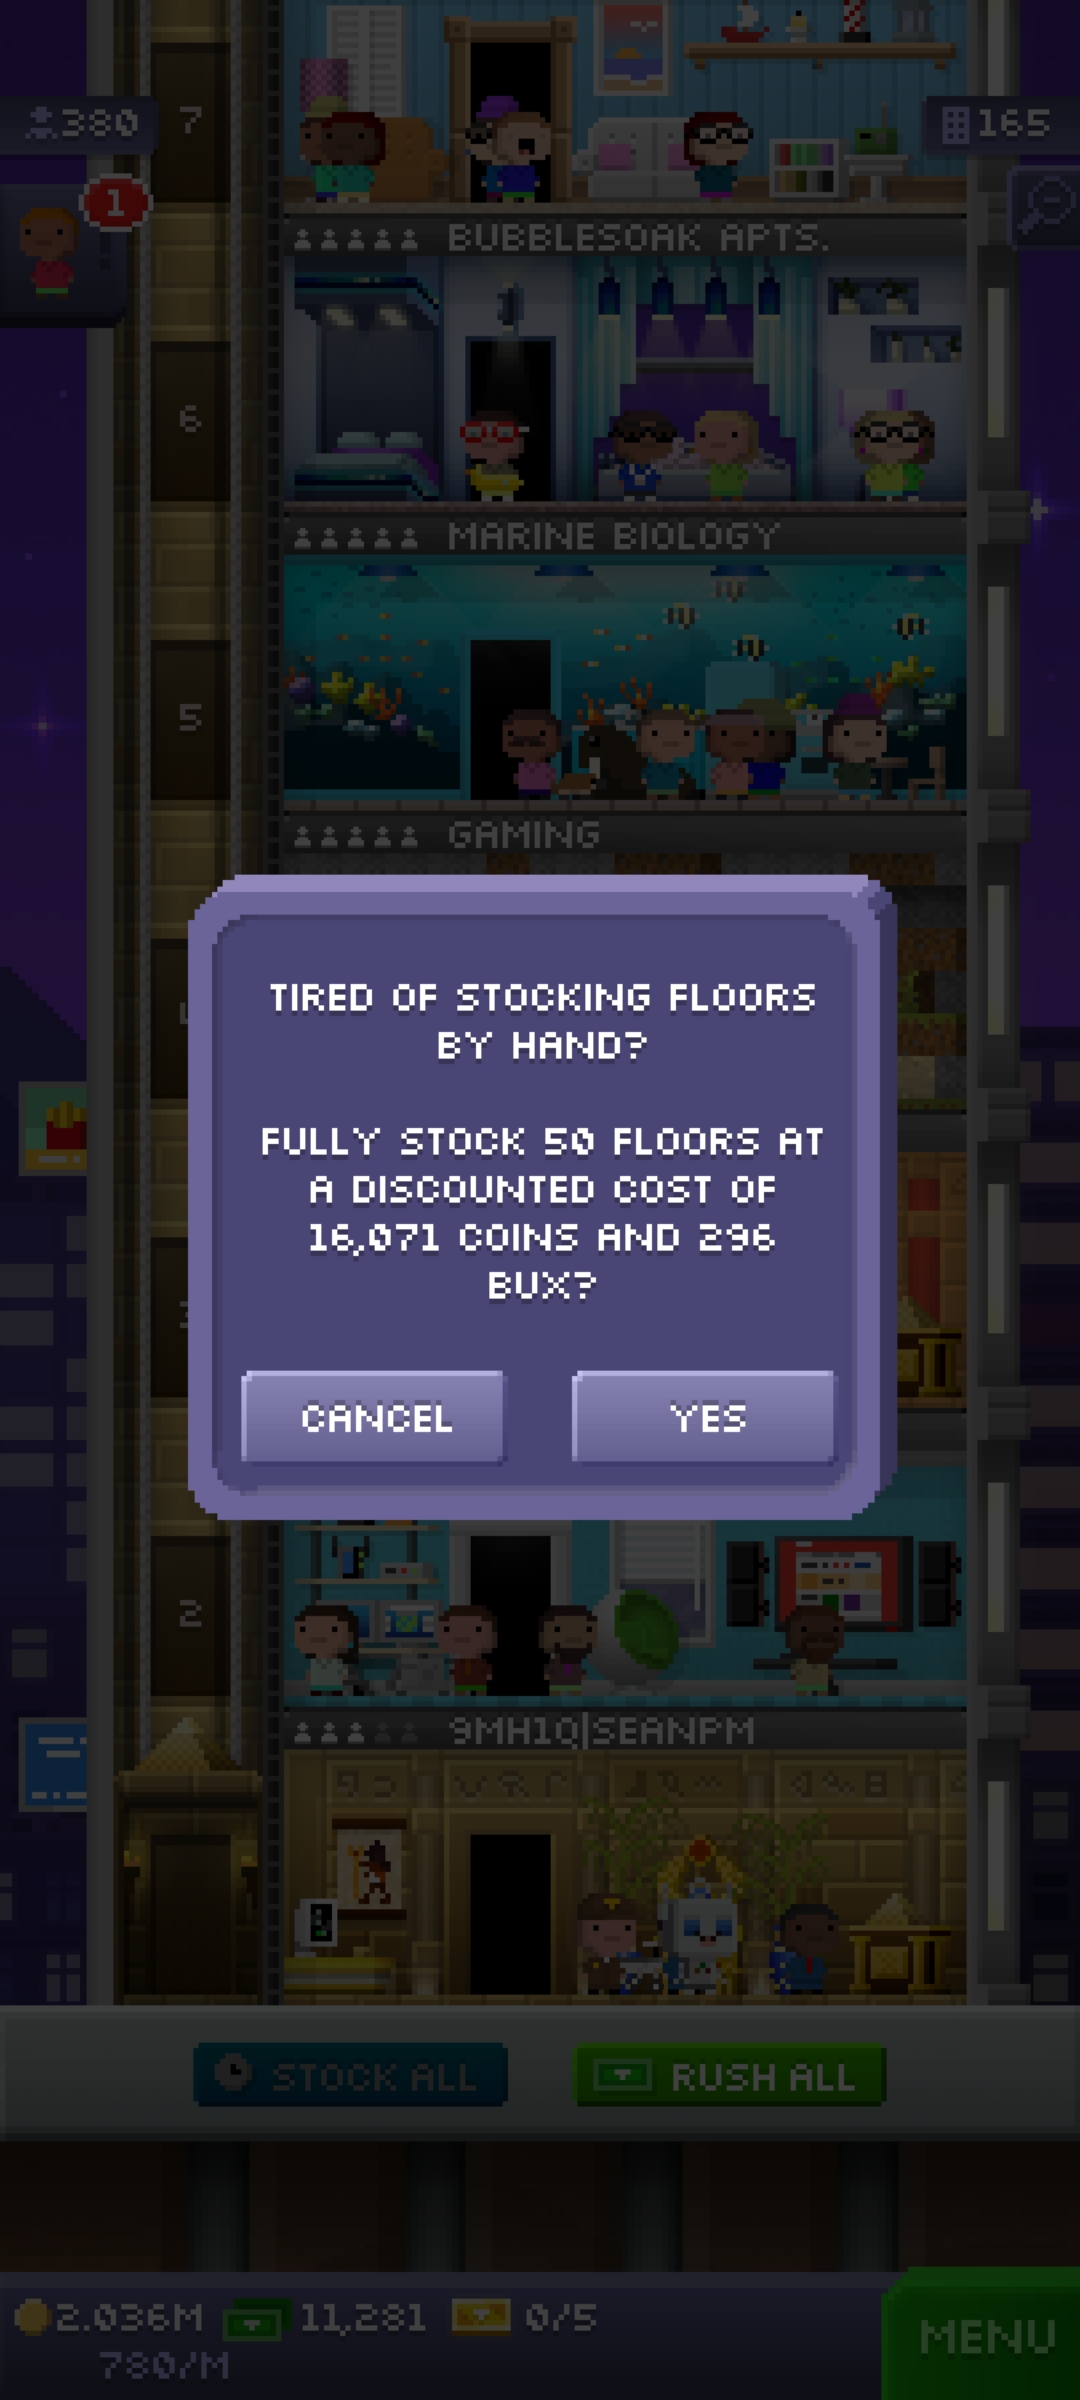 380
7
165
1
BUBBLESOAK APTS.
6
MARINE BIOLOGY
5
GAMING
TIRED OF STOCKING FLOORS
BY HAND?
FULLY STOCK 50 FLOORS AT
A DISCOUNTED COST OF
16,071 COINS AND 296
BUX?
CANCEL
YES
2
9MH1Q|SEANPM
STOCK ALL
RUSH ALL
2.036M
11,281
0/5
780/M
MENU